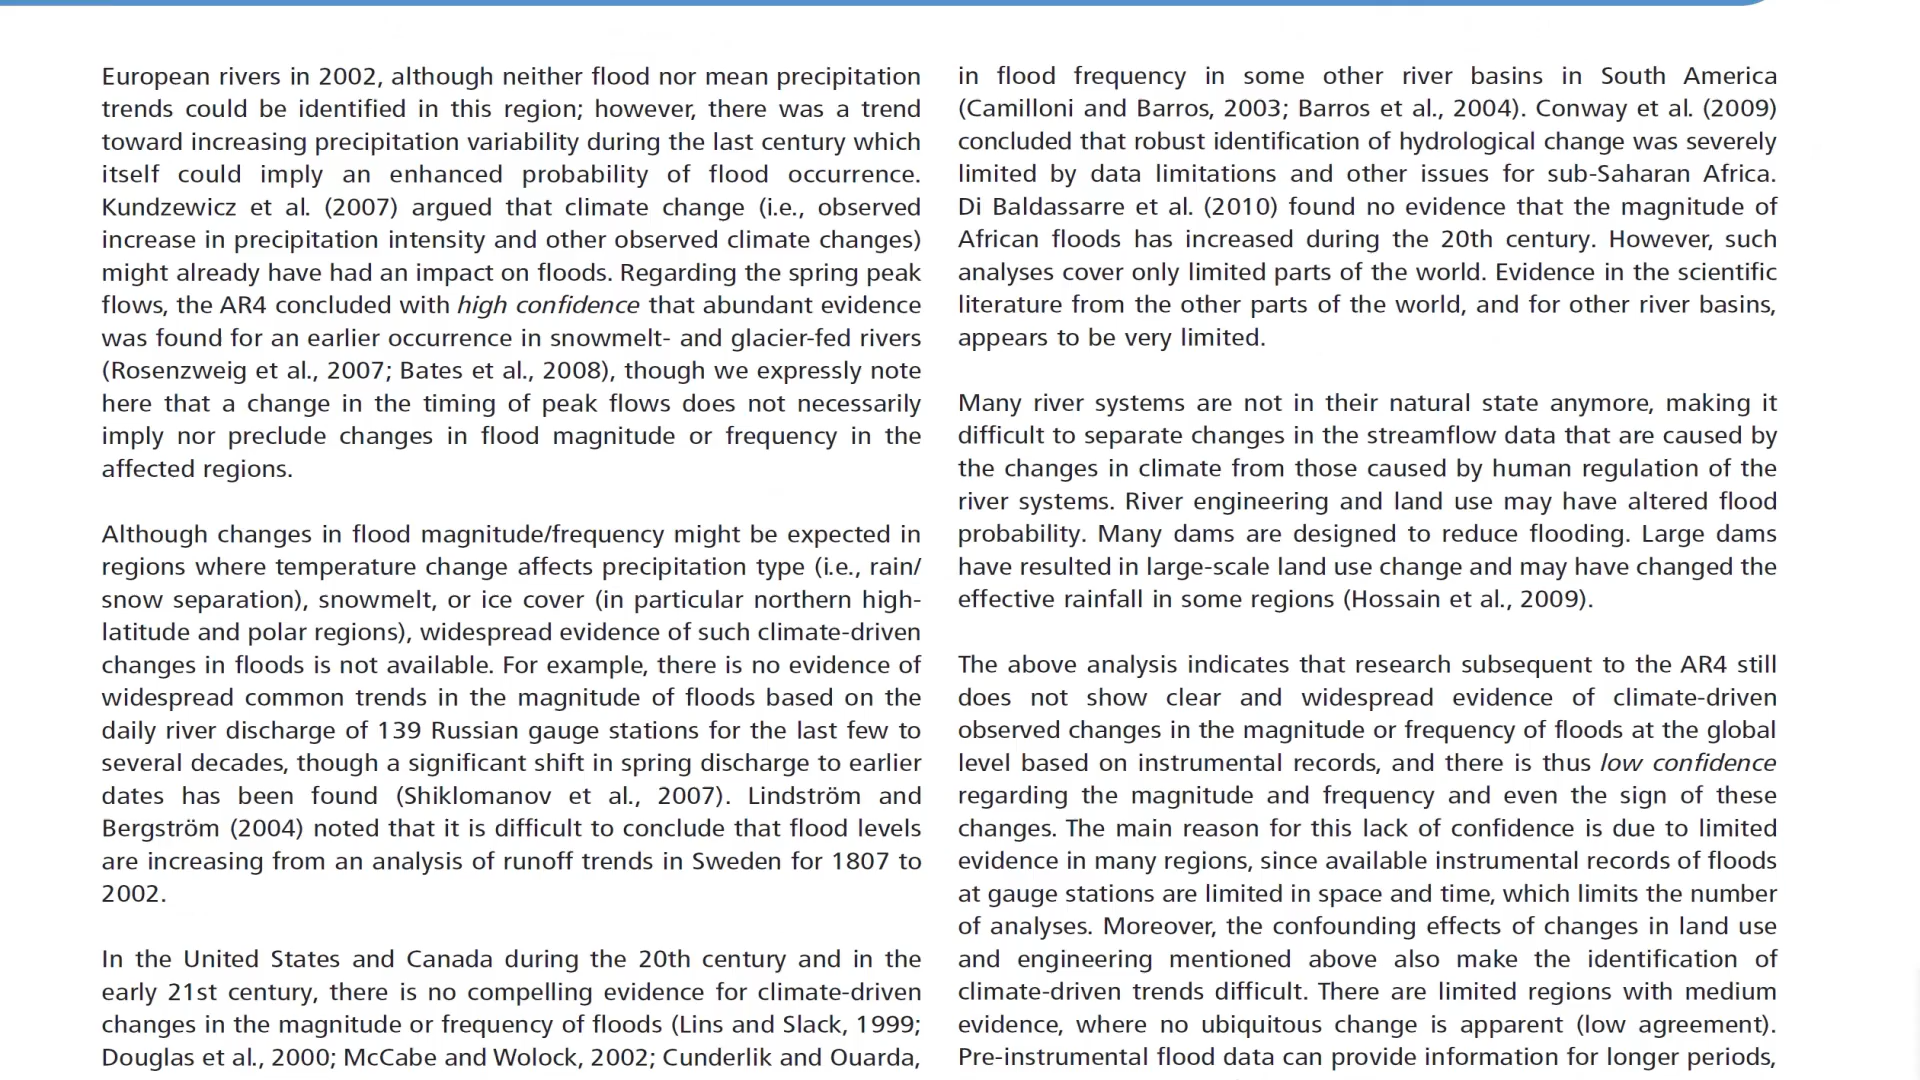 European rivers in 2002, although neither flood nor mean precipitation
trends could be identified in this region; however, there was a trend
toward increasing precipitation variability during the last century which
itself could imply an enhanced probability of flood occurrence.
Kundzewicz et al. (2007) argued that climate change (i.e., observed
increase in precipitation intensity and other observed climate changes)
might already have had an impact on floods. Regarding the spring peak
flows, the AR4 concluded with high confidence that abundant evidence
was found for an earlier occurrence in snowmelt- and glacier-fed rivers
(Rosenzweig et al., 2007; Bates et al., 2008), though we expressly note
here that a change in the timing of peak flows does not necessarily
imply nor preclude changes in flood magnitude or frequency in the
affected regions.
Although changes in flood magnitude/frequency might be expected in
regions where temperature change affects precipitation type (i.e., rain/
snow separation), snowmelt, or ice cover (in particular northern high-
latitude and polar regions), widespread evidence of such climate-driven
changes in floods is not available. For example, there is no evidence of
widespread common trends in the magnitude of floods based on the
daily river discharge of 139 Russian gauge stations for the last few to
several decades, though a significant shift in spring discharge to earlier
dates has been found (Shiklomanov et al., 2007). Lindström and
Bergström (2004) noted that it is difficult to conclude that flood levels
are increasing from an analysis of runoff trends in Sweden for 1807 to
2002.
In the United States and Canada during the 20th century and in the
early 21st century, there is no compelling evidence for climate-driven
changes in the magnitude or frequency of floods (Lins and Slack, 1999;
Douglas et al., 2000; McCabe and Wolock, 2002; Cunderlik and Ouarda,
in flood frequency in some other river basins in South America
(Camilloni and Barros, 2003; Barros et al., 2004). Conway et al. (2009)
concluded that robust identification of hydrological change was severely
limited by data limitations and other issues for sub-Saharan Africa.
Di Baldassarre et al. (2010) found no evidence that the magnitude of
African floods has increased during the 20th century. However, such
analyses cover only limited parts of the world. Evidence in the scientific
literature from the other parts of the world, and for other river basins,
appears to be very limited.
Many river systems are not in their natural state anymore, making it
difficult to separate changes in the streamflow data that are caused by
the changes in climate from those caused by human regulation of the
river systems. River engineering and land use may have altered flood
probability. Many dams are designed to reduce flooding. Large dams
have resulted in large-scale land use change and may have changed the
effective rainfall in some regions (Hossain et al., 2009).
The above analysis indicates that research subsequent to the AR4 still
does not show clear and widespread evidence of climate-driven
observed changes in the magnitude or frequency of floods at the global
level based on instrumental records, and there is thus low confidence
regarding the magnitude and frequency and even the sign of these
changes. The main reason for this lack of confidence is due to limited
evidence in many regions, since available instrumental records of floods
at gauge stations are limited in space and time, which limits the number
of analyses. Moreover, the confounding effects of changes in land use
and engineering mentioned above also make the identification of
climate-driven trends difficult. There are limited regions with medium
evidence, where no ubiquitous change is apparent (low agreement).
Pre-instrumental flood data can provide information for longer periods,